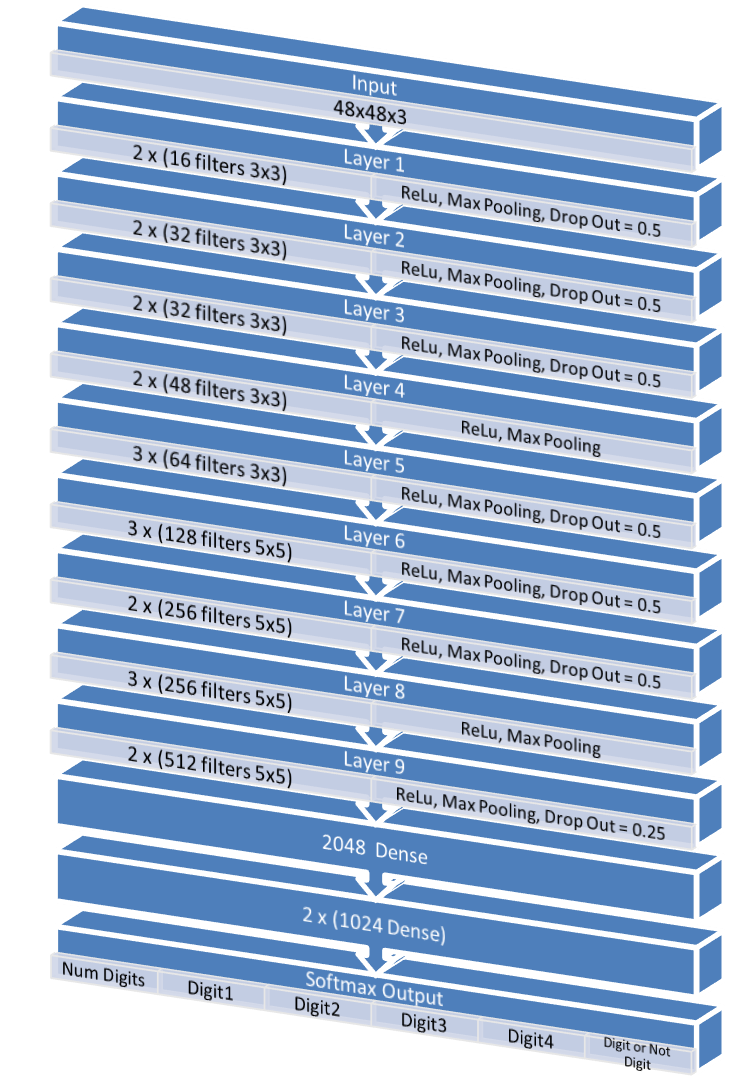 Input
48x48x3
Layer 1
2 x (16 filters 3x3)
ReLu, Max Pooling, Drop Out = 0.5
Layer 2
2 x (32 filters 3x3)
ReLu, Max Pooling, Drop Out = 0.5
Layer 3
2 x (32 filters 3x3)
ReLu, Max Pooling, Drop Out = 0.5
Layer 4
2 x (48 filters 3x3)
ReLu, Max Pooling
Layer 5
3 x (64 filters 3x3)
ReLu, Max Pooling, Drop Out = 0.5
Layer 6
3 x (128 filters 5x5)
ReLu, Max Pooling, Drop Out = 0.5
Layer 7
2 x (256 filters 5x5)
ReLu, Max Pooling, Drop Out = 0.5
Layer 8
3 x (256 filters 5x5)
ReLu, Max Pooling
Layer 9
2 x (512 filters 5x5)
ReLu, Max Pooling, Drop Out = 0.25
2048 Dense
2 x (1024 Dense)
Softmax Output
Num Digits
Digit1
Digit2
Digit3
Digit4
Digit or Not
Digit